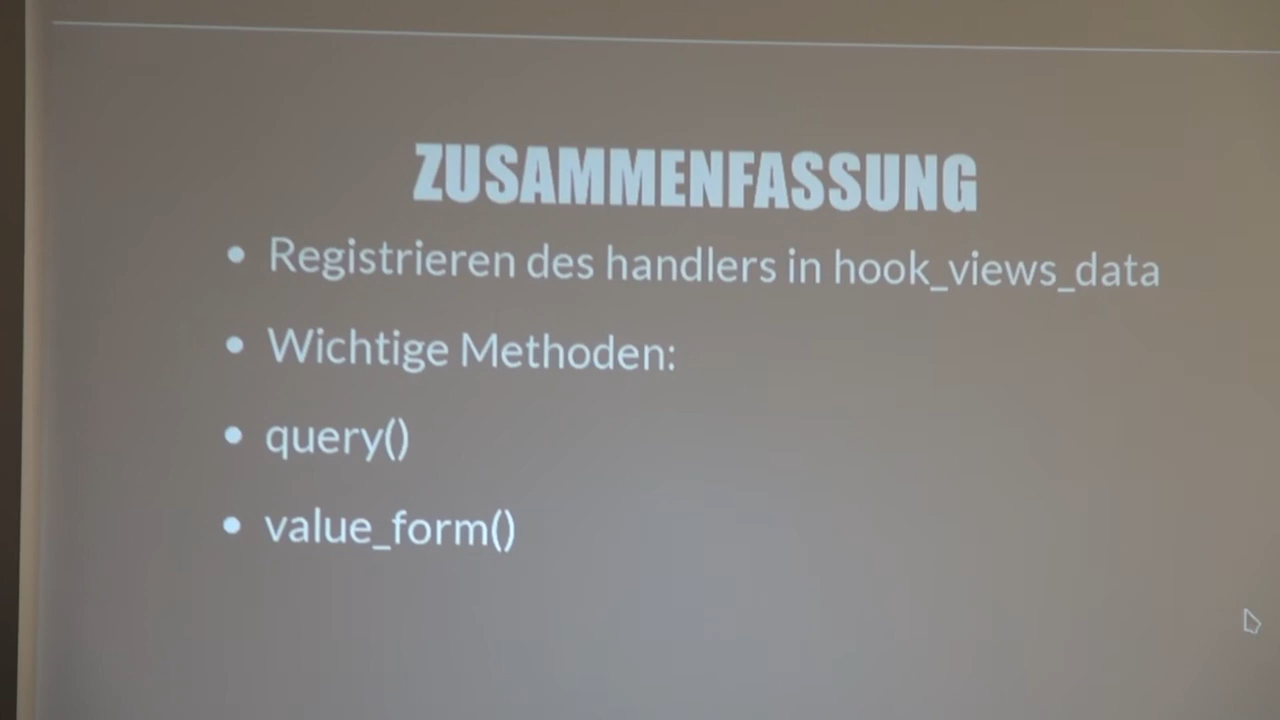 ZUSAMMENFASSUNG
• Registrieren des handlers in hook_views_data
• Wichtige Methoden:
• query()
• value_form()